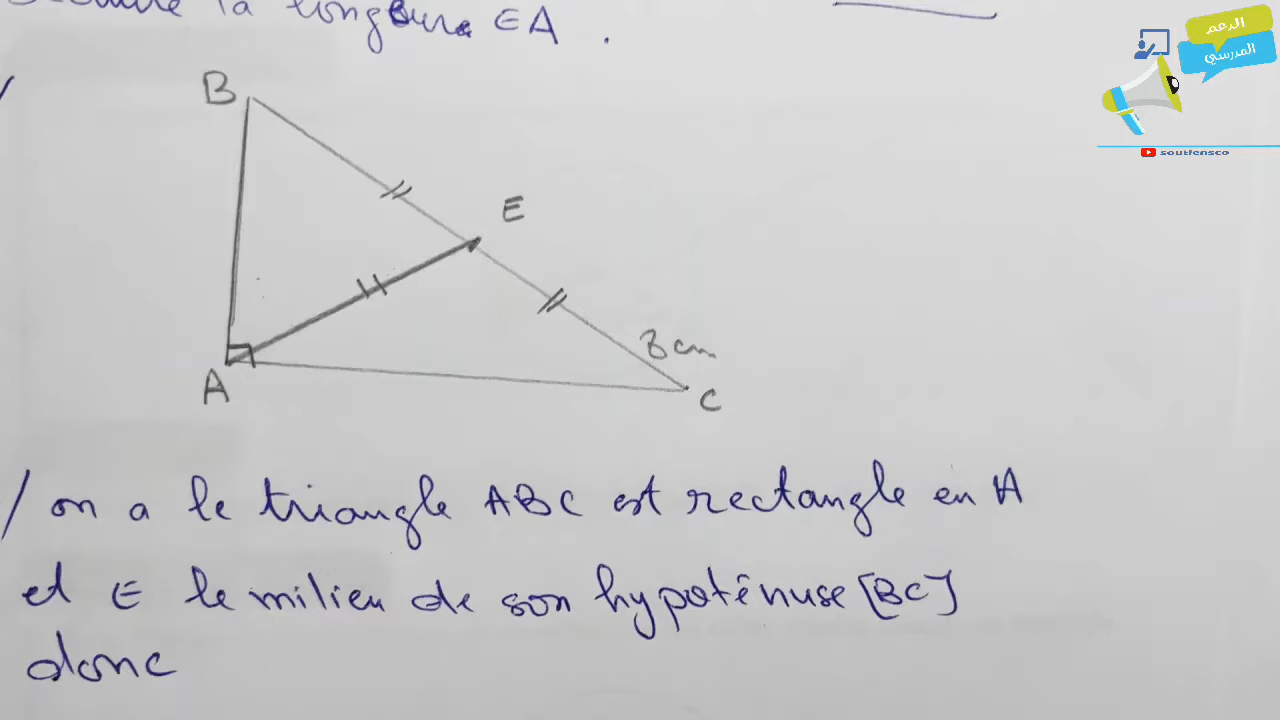 la longueur EA .
الدعم
المدرسي
soutiensco
B
E
A
C
on a le triangle ABC est rectangle en A
et E le milieu de son hypoténuse [BC]
donc